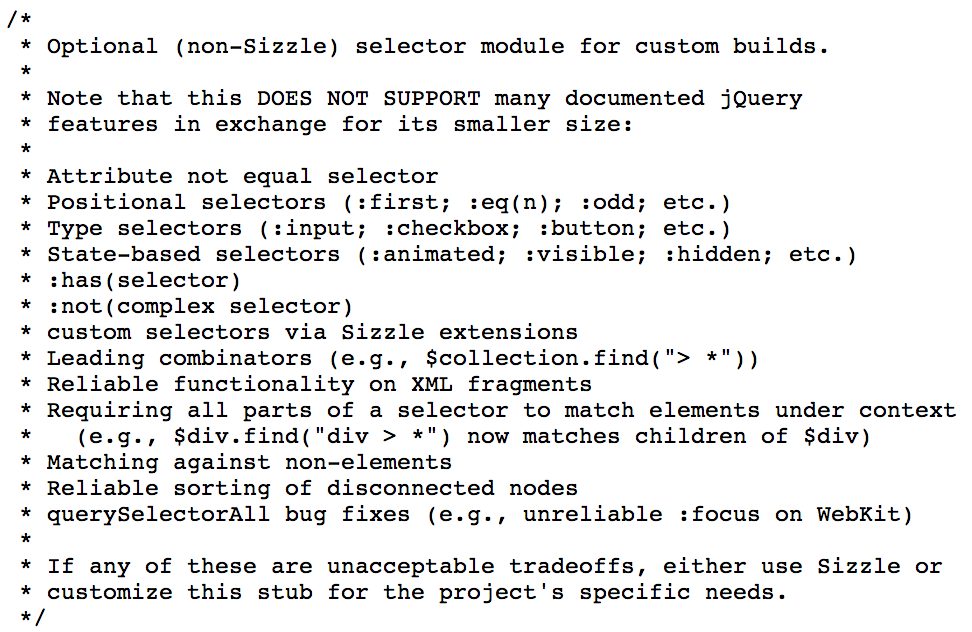 /*
 * Optional (non-Sizzle) selector module for custom builds.
 *
 * Note that this DOES NOT SUPPORT many documented jQuery
 * features in exchange for its smaller size:
 *
 * Attribute not equal selector
 * Positional selectors (:first; :eq(n); :odd; etc.)
 * Type selectors (:input; :checkbox; :button; etc.)
 * State-based selectors (:animated; :visible; :hidden; etc.)
 * :has(selector)
 * :not(complex selector)
 * custom selectors via Sizzle extensions
 * Leading combinators (e.g., $collection.find("> *"))
 * Reliable functionality on XML fragments
 * Requiring all parts of a selector to match elements under context
 *   (e.g., $div.find("div > *") now matches children of $div)
 * Matching against non-elements
 * Reliable sorting of disconnected nodes
 * querySelectorAll bug fixes (e.g., unreliable :focus on WebKit)
 *
 * If any of these are unacceptable tradeoffs, either use Sizzle or
 * customize this stub for the project's specific needs.
 */